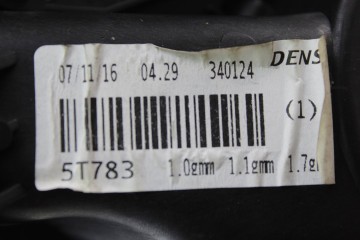 07/11/16 04.29 340124 DENS
(1)
5T783 1.0gmm 1.1gmm 1.7g